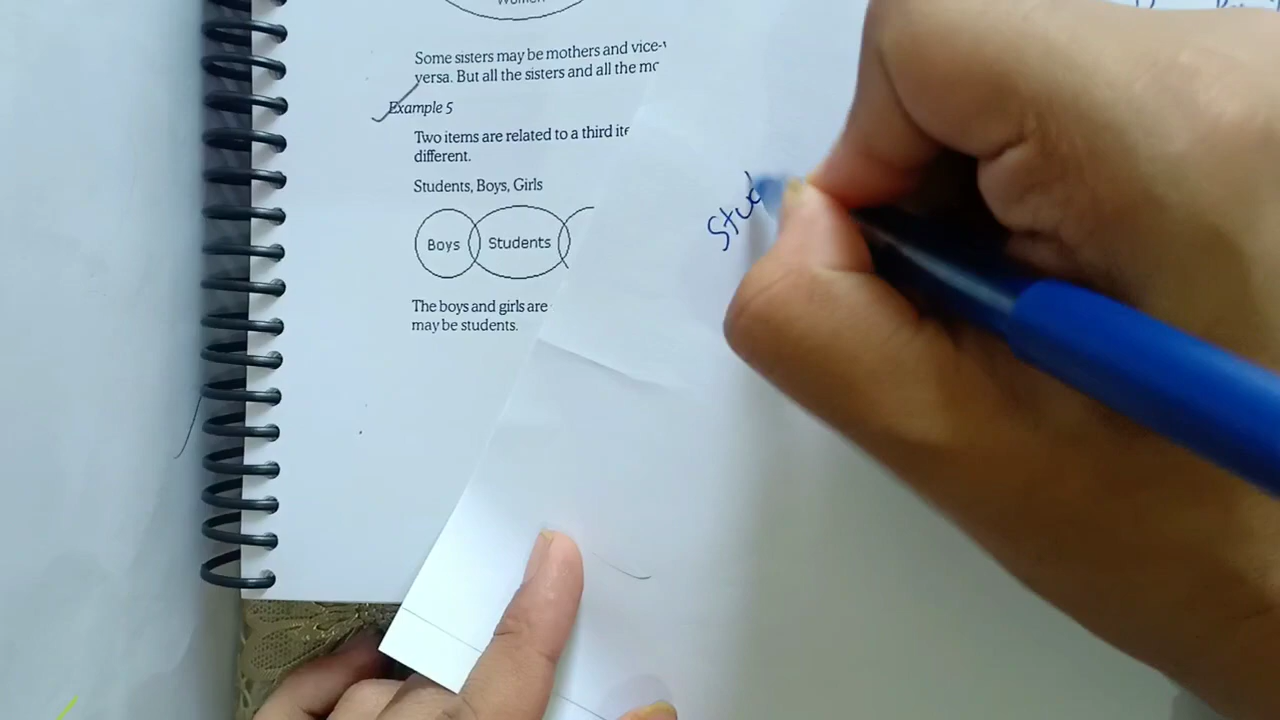 Women
Some sisters may be mothers and vice-v
versa. But all the sisters and all the mo
Example 5
Two items are related to a third ite
different.
Students, Boys, Girls
Boys Students
The boys and girls are
may be students.
Stud